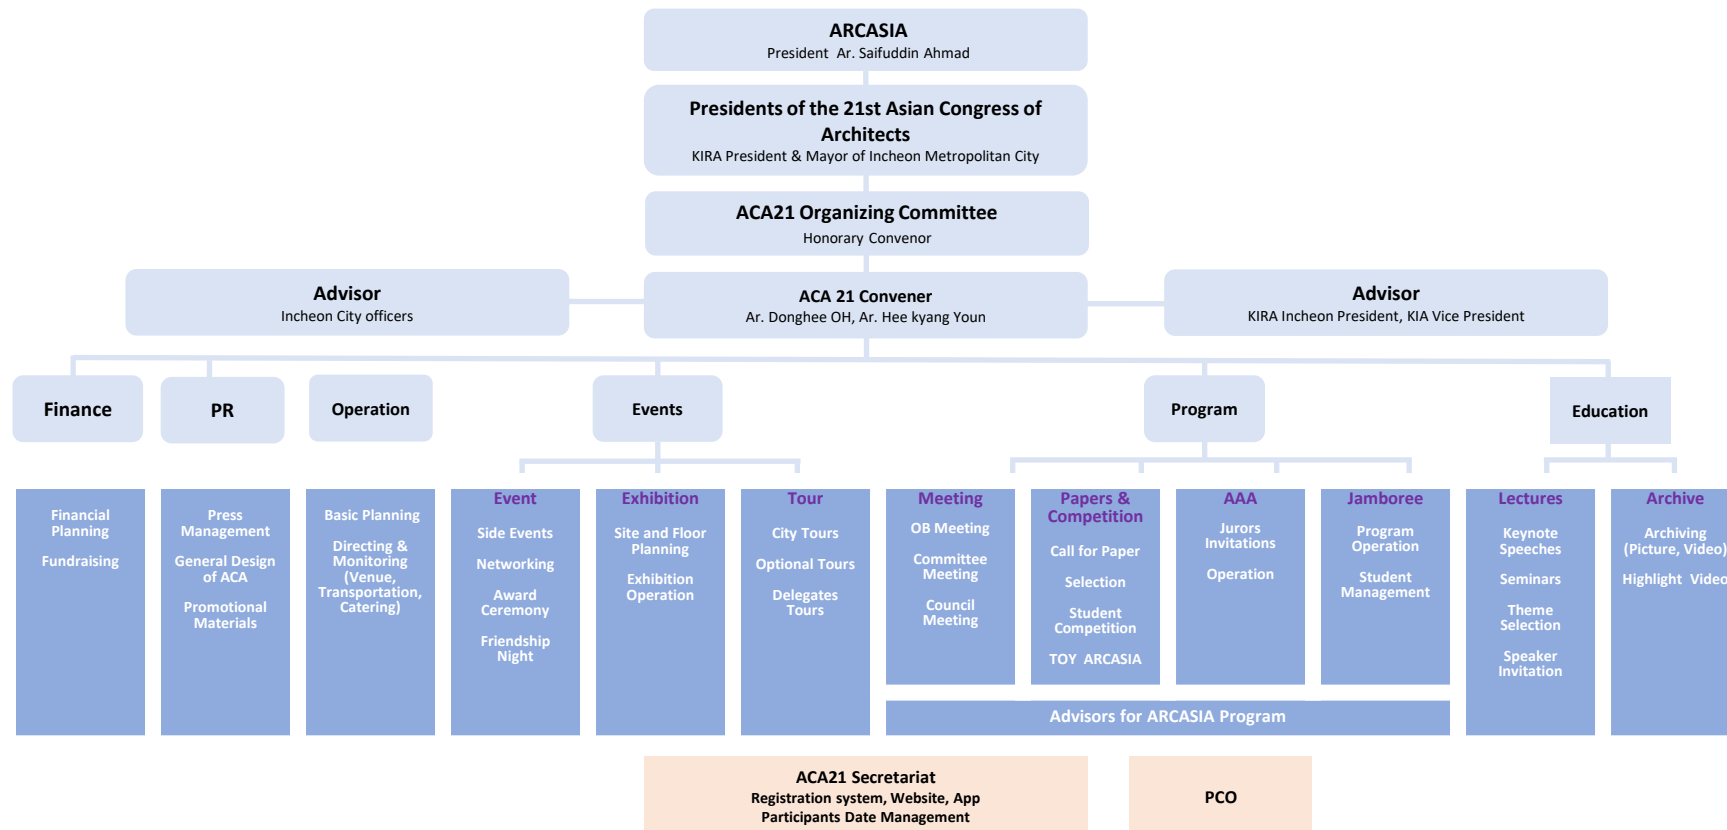 ARCASIA
President  Ar. Saifuddin Ahmad
Presidents of the 21st Asian Congress of
Architects
KIRA President & Mayor of Incheon Metropolitan City
ACA21 Organizing Committee
Honorary Convenor
Advisor
Incheon City officers
ACA 21 Convener
Ar. Donghee OH, Ar. Hee kyang Youn
Advisor
KIRA Incheon President, KIA Vice President
Finance
PR
Operation
Events
Program
Education
Financial
Planning
Fundraising
Press
Management
General Design
of ACA
Promotional
Materials
Basic Planning
Directing &
Monitoring
(Venue,
Transportation,
Catering)
Event
Side Events
Networking
Award
Ceremony
Friendship
Night
Exhibition
Site and Floor
Planning
Exhibition
Operation
Tour
City Tours
Optional Tours
Delegates
Tours
Meeting
OB Meeting
Committee
Meeting
Council
Meeting
Papers &
Competition
Call for Paper
Selection
Student
Competition
TOY  ARCASIA
AAA
Jurors
Invitations
Operation
Jamboree
Program
Operation
Student
Management
Advisors for ARCASIA Program
Lectures
Keynote
Speeches
Seminars
Theme
Selection
Speaker
Invitation
Archive
Archiving
(Picture, Video)
Highlight  Video
ACA21 Secretariat
Registration system, Website, App
Participants Date Management
PCO